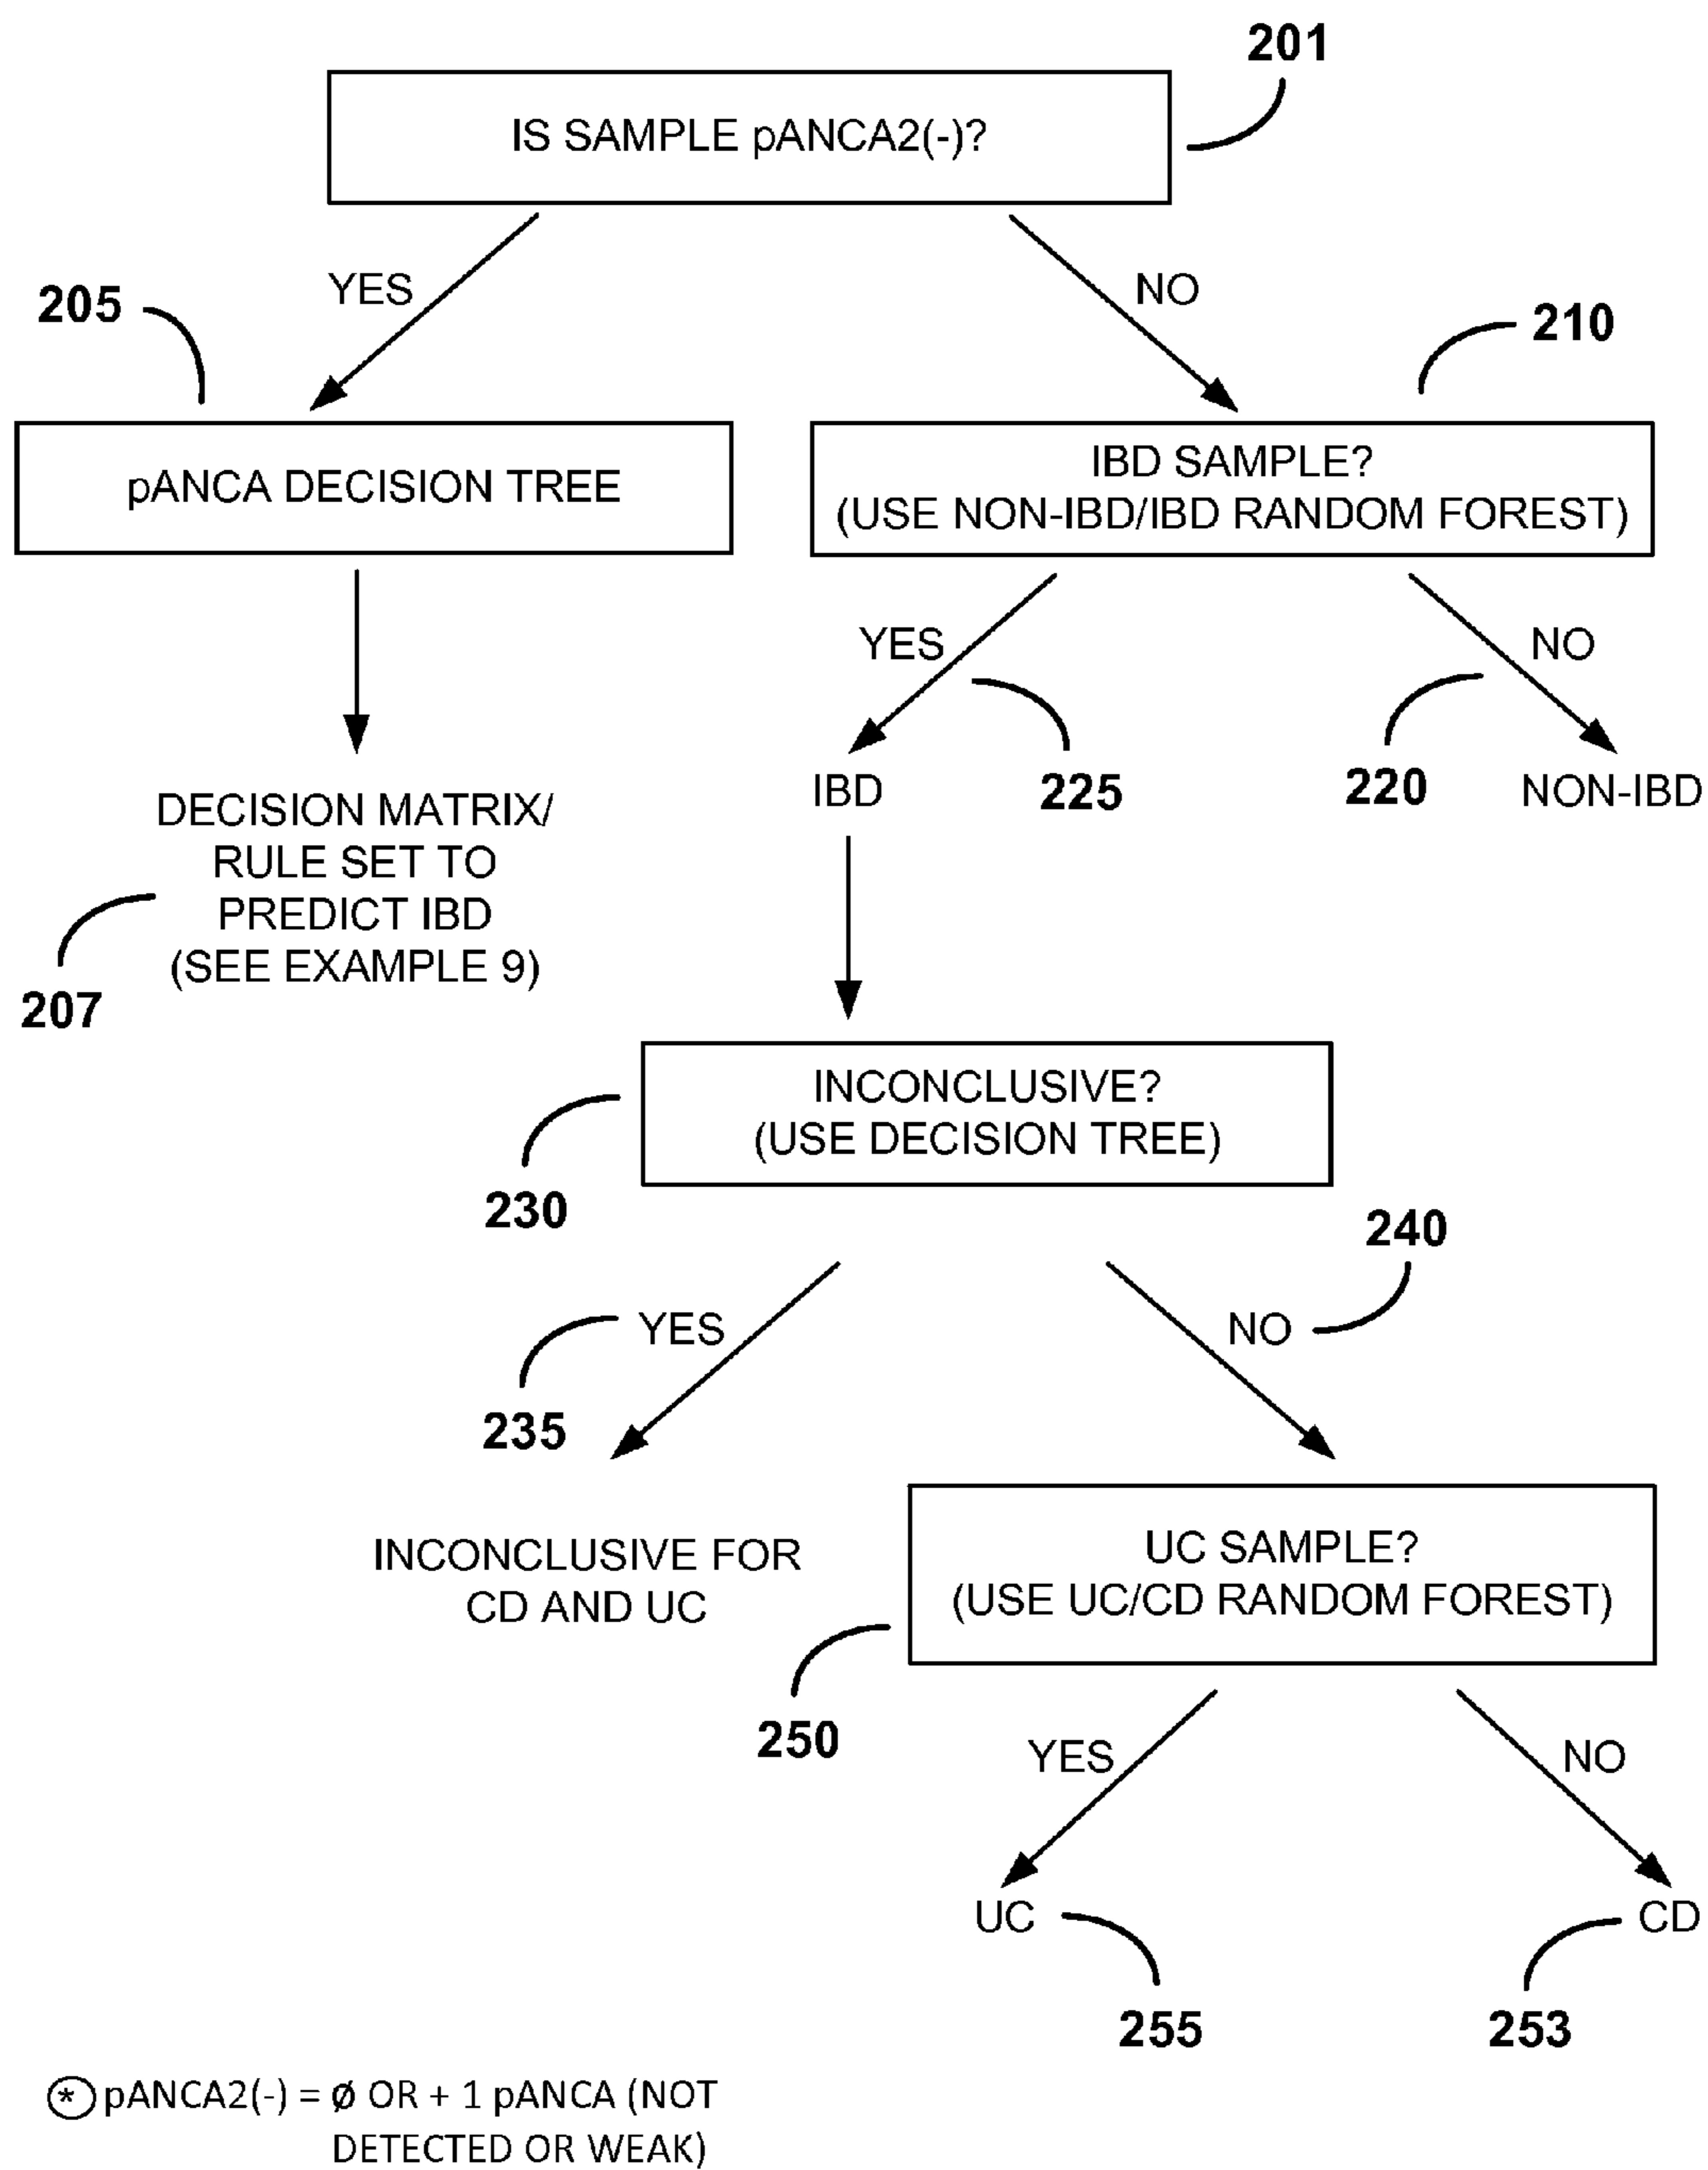 201
IS SAMPLE pANCA2(-)?
YES
NO
205
210
pANCA DECISION TREE
IBD SAMPLE?
(USE NON-IBD/IBD RANDOM FOREST)
YES
NO
IBD
225
220
NON-IBD
DECISION MATRIX/
RULE SET TO
PREDICT IBD
(SEE EXAMPLE 9)
207
INCONCLUSIVE?
(USE DECISION TREE)
230
240
YES
NO
235
INCONCLUSIVE FOR
CD AND UC
UC SAMPLE?
(USE UC/CD RANDOM FOREST)
250
YES
NO
UC
CD
255
253
* pANCA2(-) = ø OR + 1 pANCA (NOT
DETECTED OR WEAK)